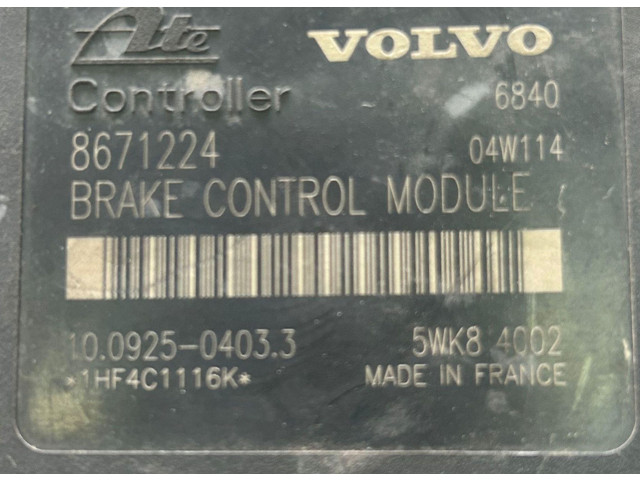 Ate VOLVO
Controller 6840
8671224 04W114
BRAKE CONTROL MODULE
10.0925-0403.3 5WK8 4002
*1HF4C1116K* MADE IN FRANCE